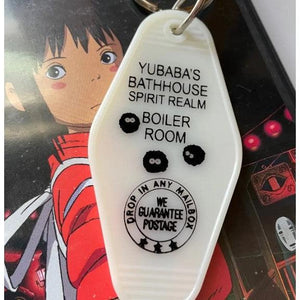 YUBABA'S
BATHHOUSE
SPIRIT REALM
BOILER
ROOM
DROP IN ANY MAILBOX
WE
GUARANTEE
POSTAGE